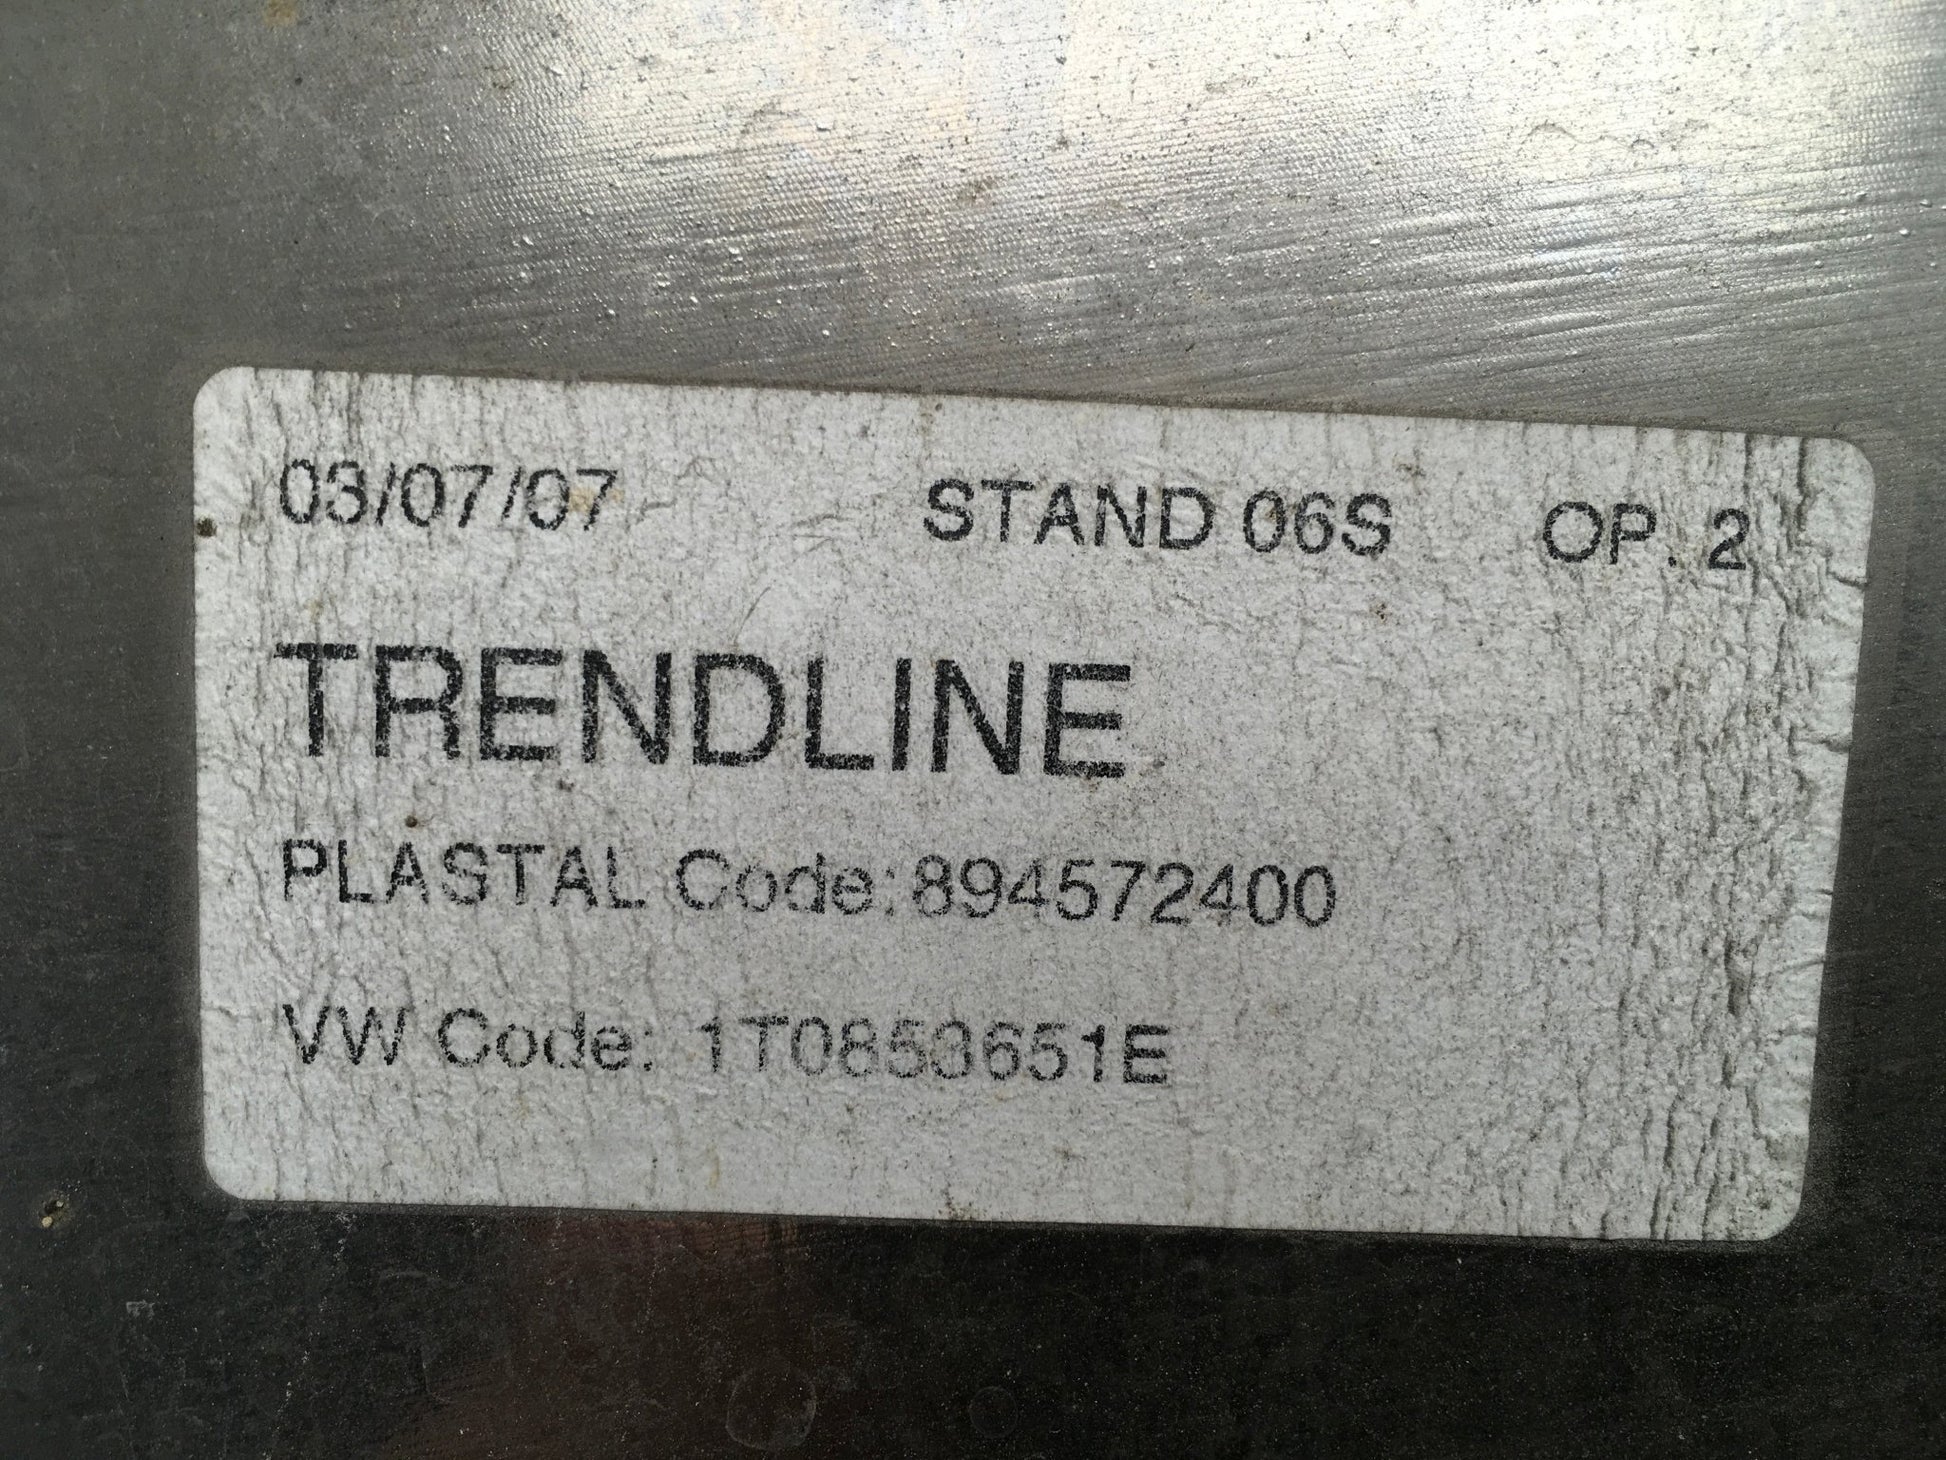 03/07/07 STAND 06S OP. 2
TRENDLINE
PLASTAL Code: 894572400
VW Code: 1T0853651E